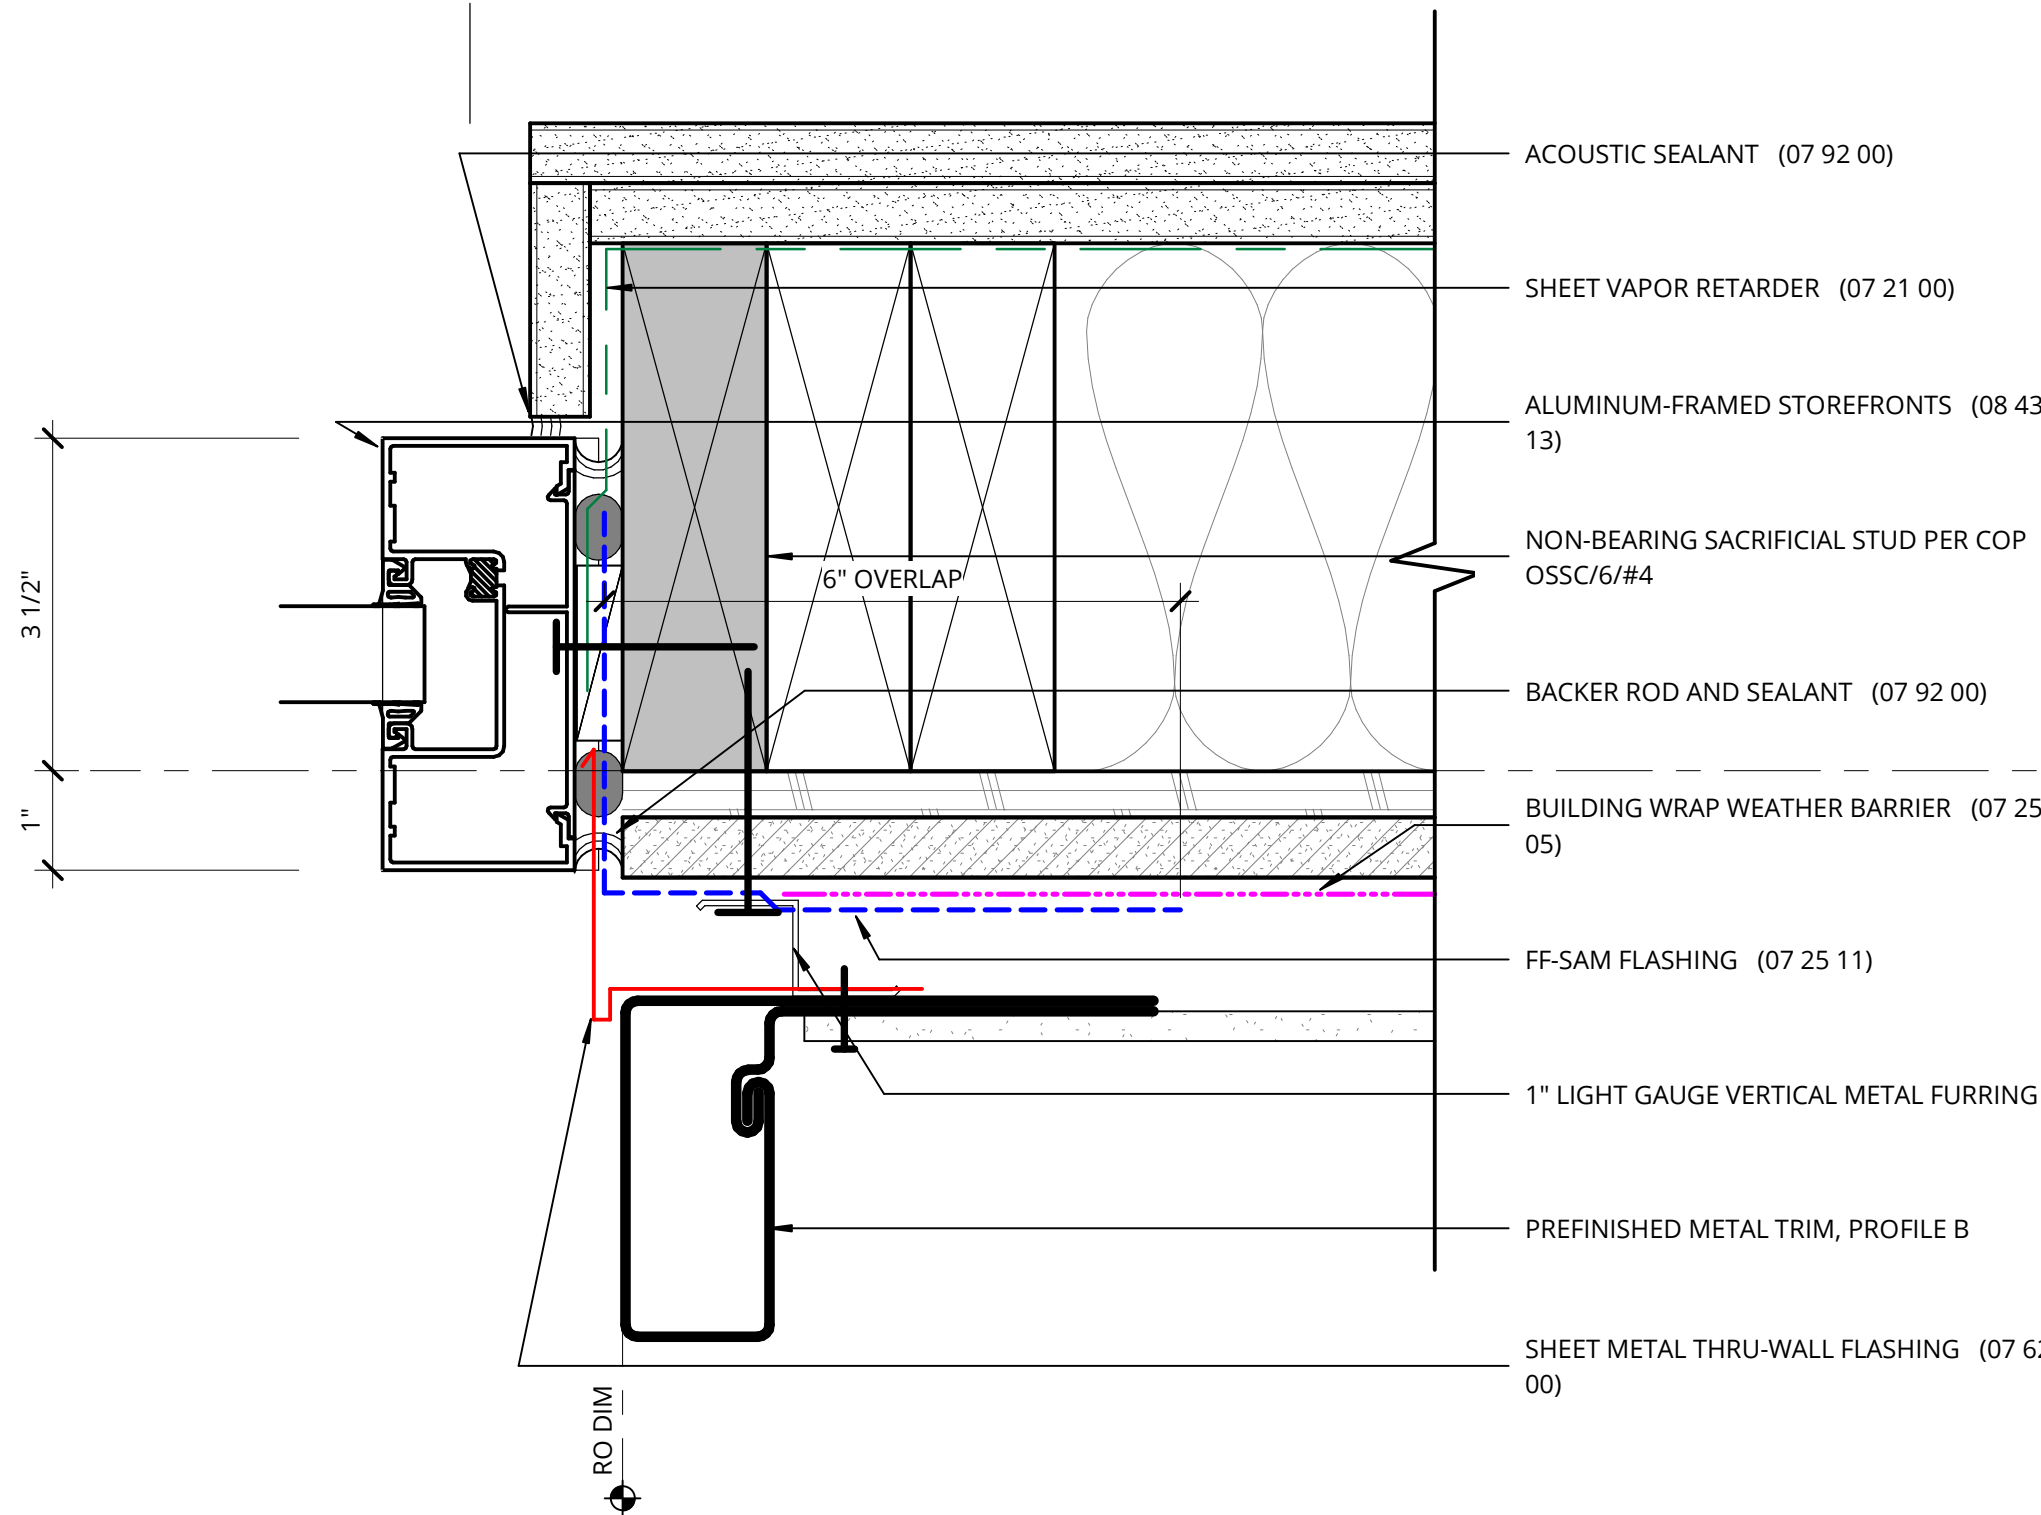 ACOUSTIC SEALANT (07 92 00)
SHEET VAPOR RETARDER (07 21 00)
ALUMINUM-FRAMED STOREFRONTS (08 43
13)
NON-BEARING SACRIFICIAL STUD PER COP
OSSC/6/#4
6" OVERLAP
3 1/2"
BACKER ROD AND SEALANT (07 92 00)
1"
BUILDING WRAP WEATHER BARRIER (07 25
05)
FF-SAM FLASHING (07 25 11)
1" LIGHT GAUGE VERTICAL METAL FURRING
PREFINISHED METAL TRIM, PROFILE B
SHEET METAL THRU-WALL FLASHING (07 62
00)
RO DIM